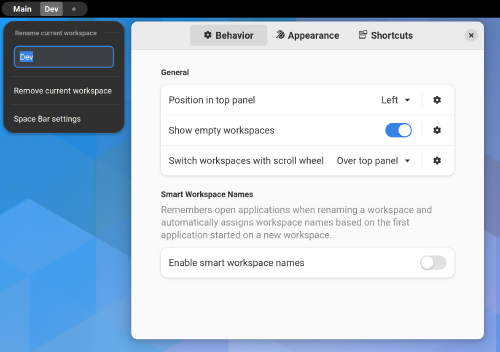 Main Dev +
Rename current workspace
Dev
Remove current workspace
Space Bar settings
Behavior Appearance Shortcuts
General
Position in top panel Left
Show empty workspaces
Switch workspaces with scroll wheel Over top panel
Smart Workspace Names
Remembers open applications when renaming a workspace and
automatically assigns workspace names based on the first
application started on a new workspace.
Enable smart workspace names